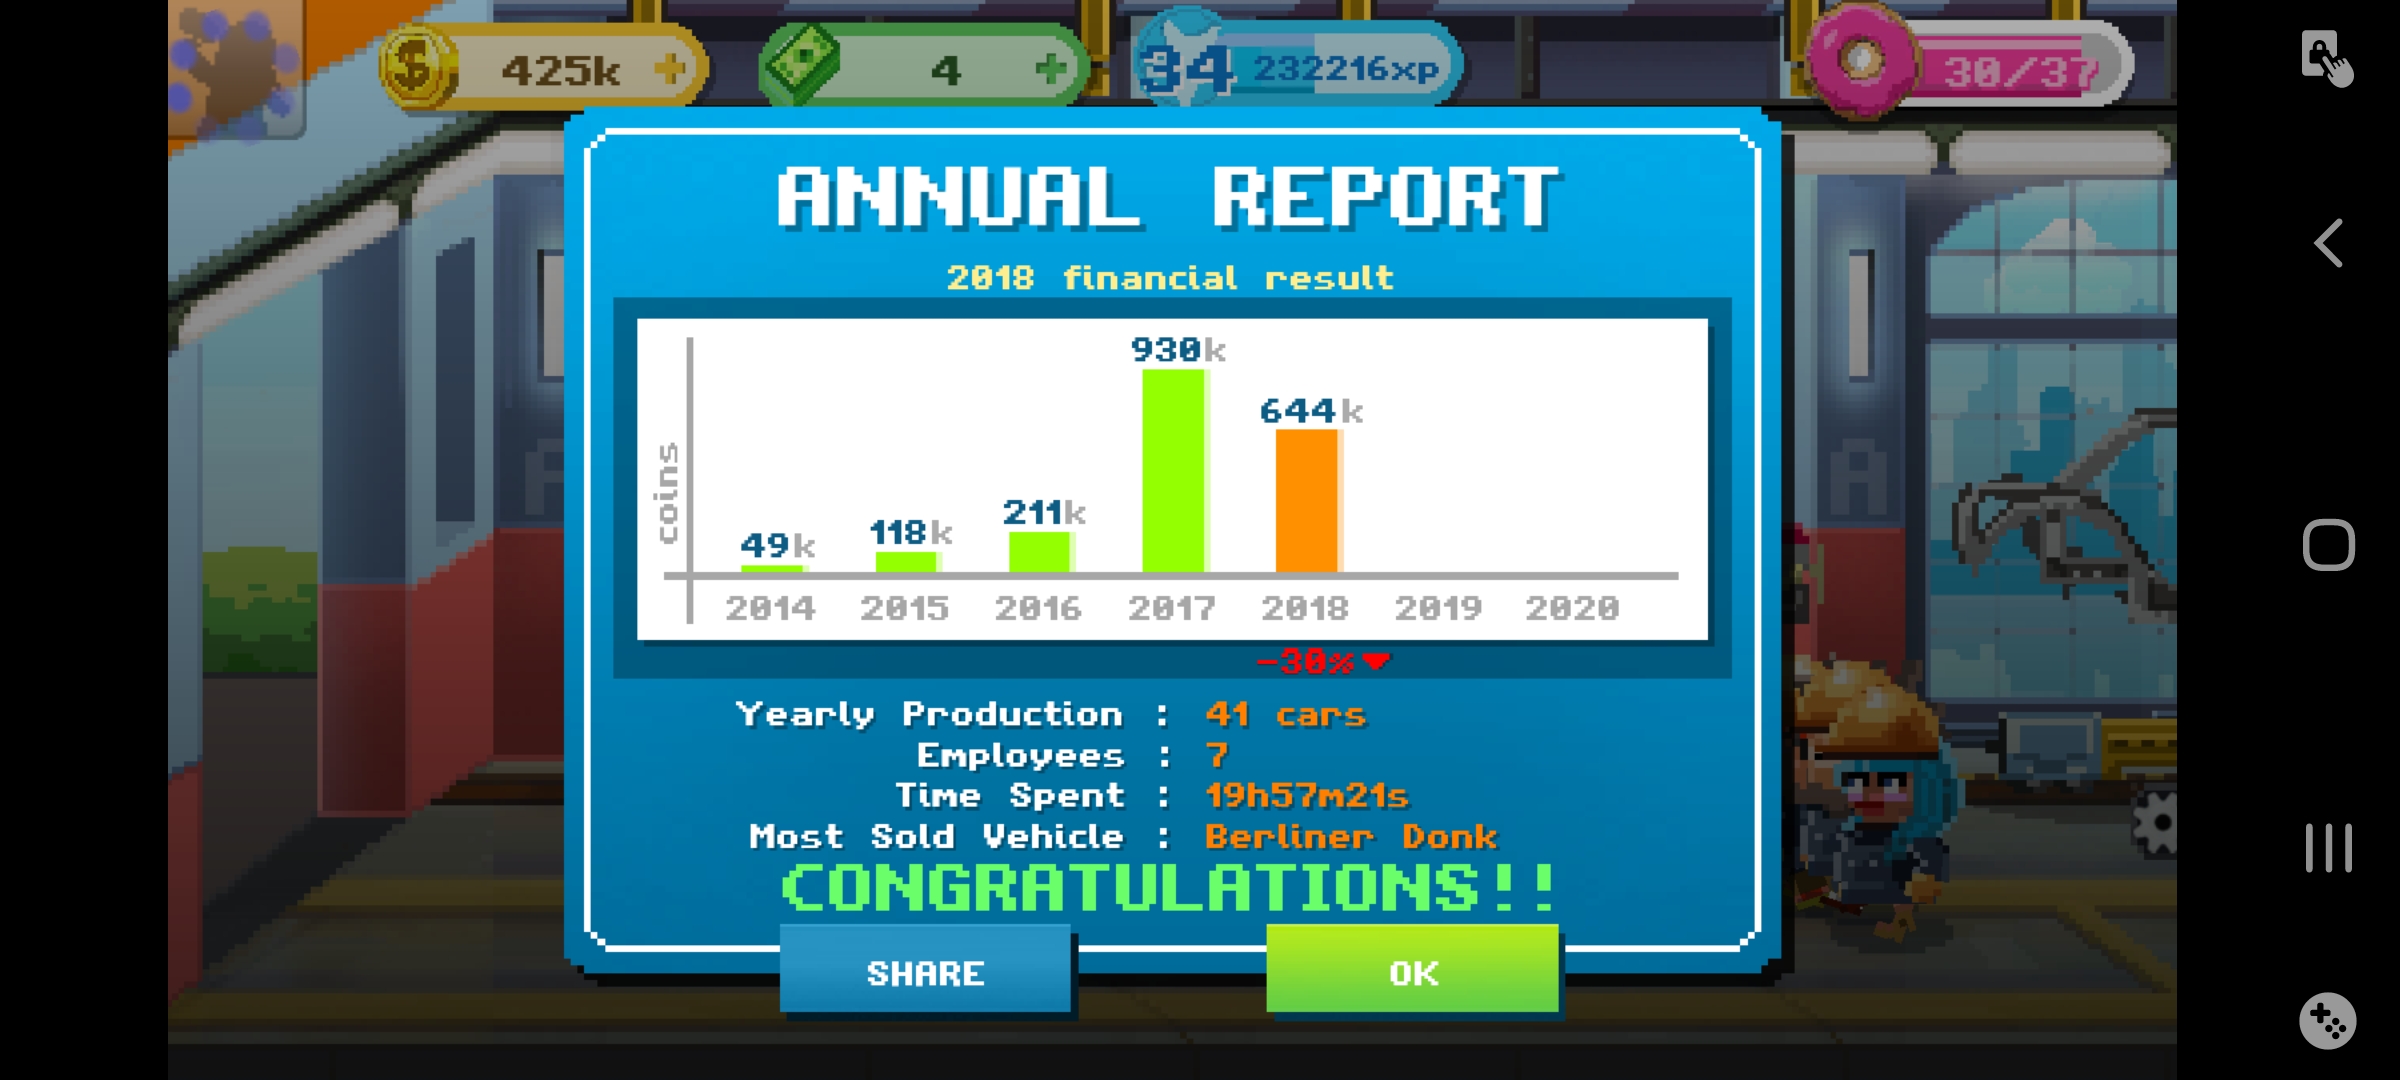 425k
4
34 232216xp
30/37
ANNUAL REPORT
2018 financial result
coins
930k
644k
211k
118k
49k
2014 2015 2016 2017 2018 2019 2020
-30%
Yearly Production : 41 cars
Employees : 7
Time Spent : 19h57m21s
Most Sold Vehicle : Berliner Donk
CONGRATULATIONS!!
SHARE
OK
A
A